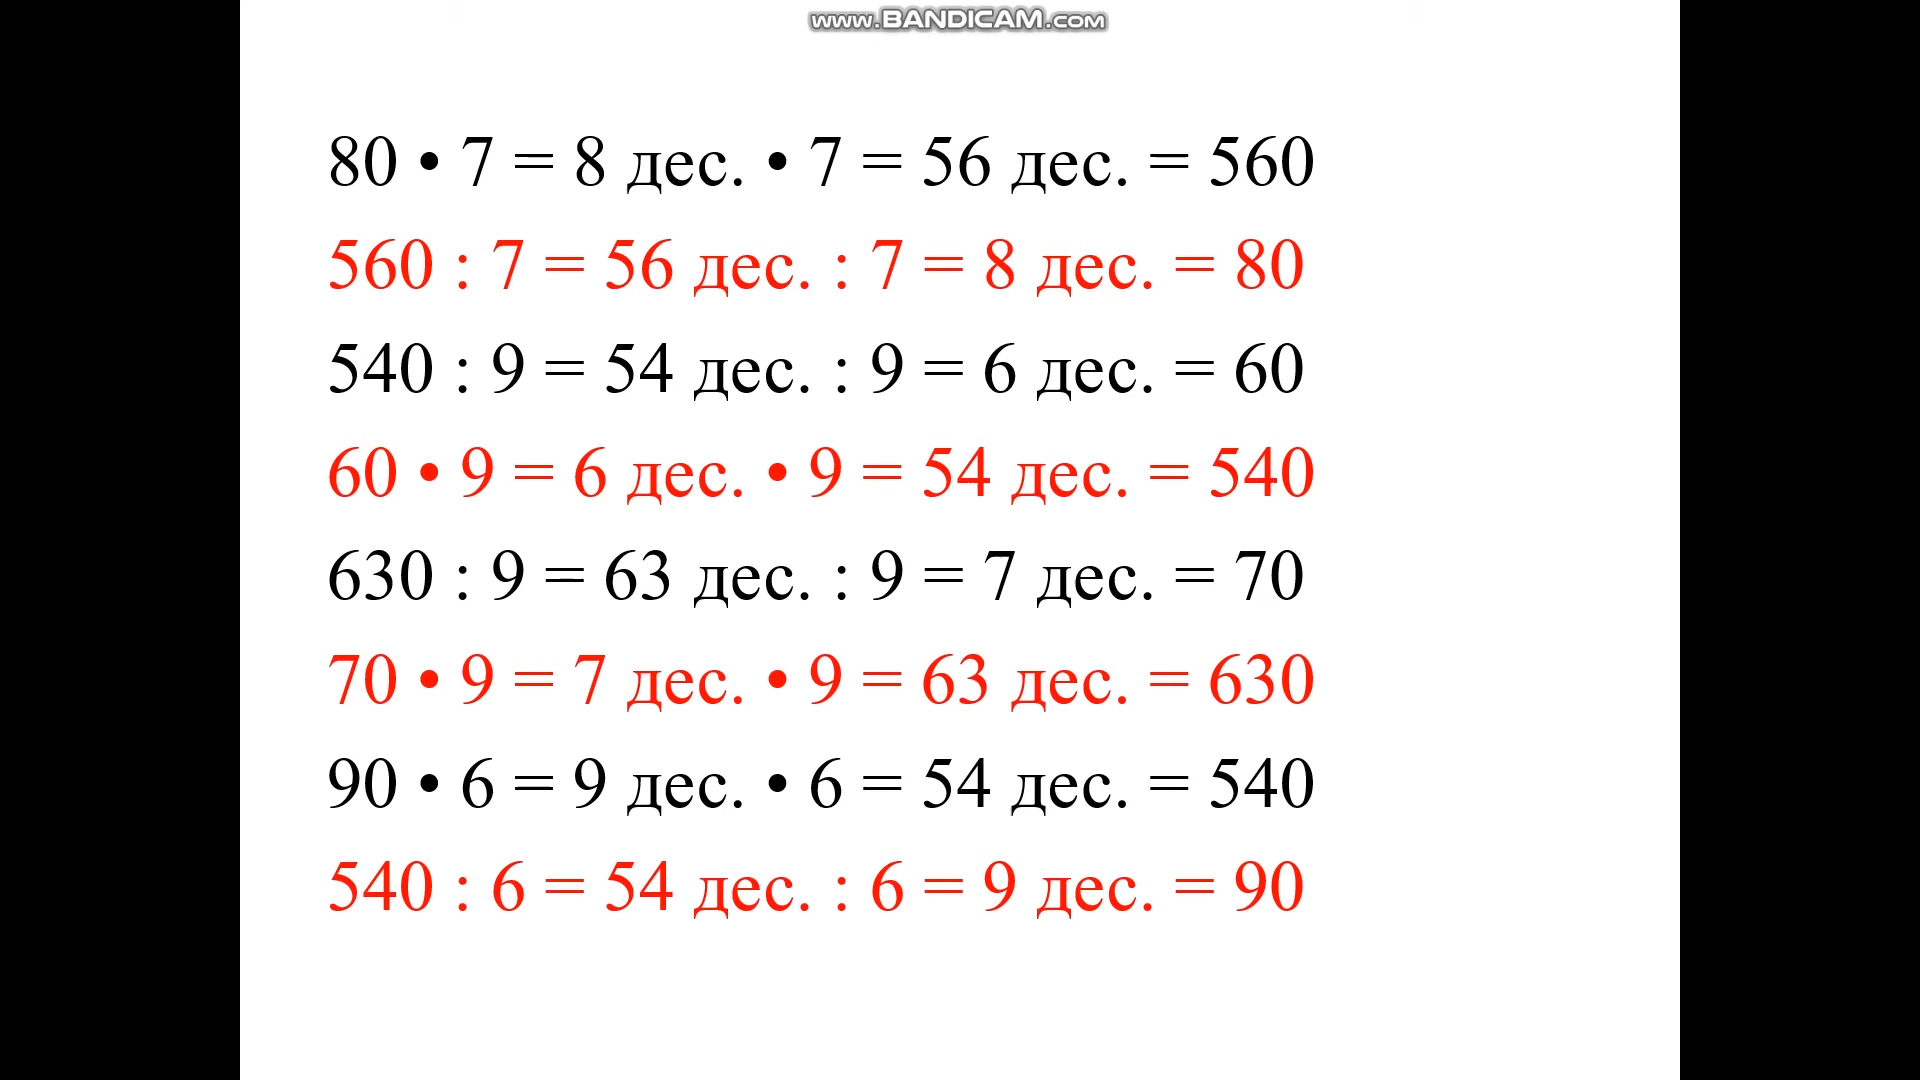 www.BANDICAM.com
80 • 7 = 8 дес. • 7 = 56 дес. = 560
560 : 7 = 56 дес. : 7 = 8 дес. = 80
540 : 9 = 54 дес. : 9 = 6 дес. = 60
60 • 9 = 6 дес. • 9 = 54 дес. = 540
630 : 9 = 63 дес. : 9 = 7 дес. = 70
70 • 9 = 7 дес. • 9 = 63 дес. = 630
90 • 6 = 9 дес. • 6 = 54 дес. = 540
540 : 6 = 54 дес. : 6 = 9 дес. = 90